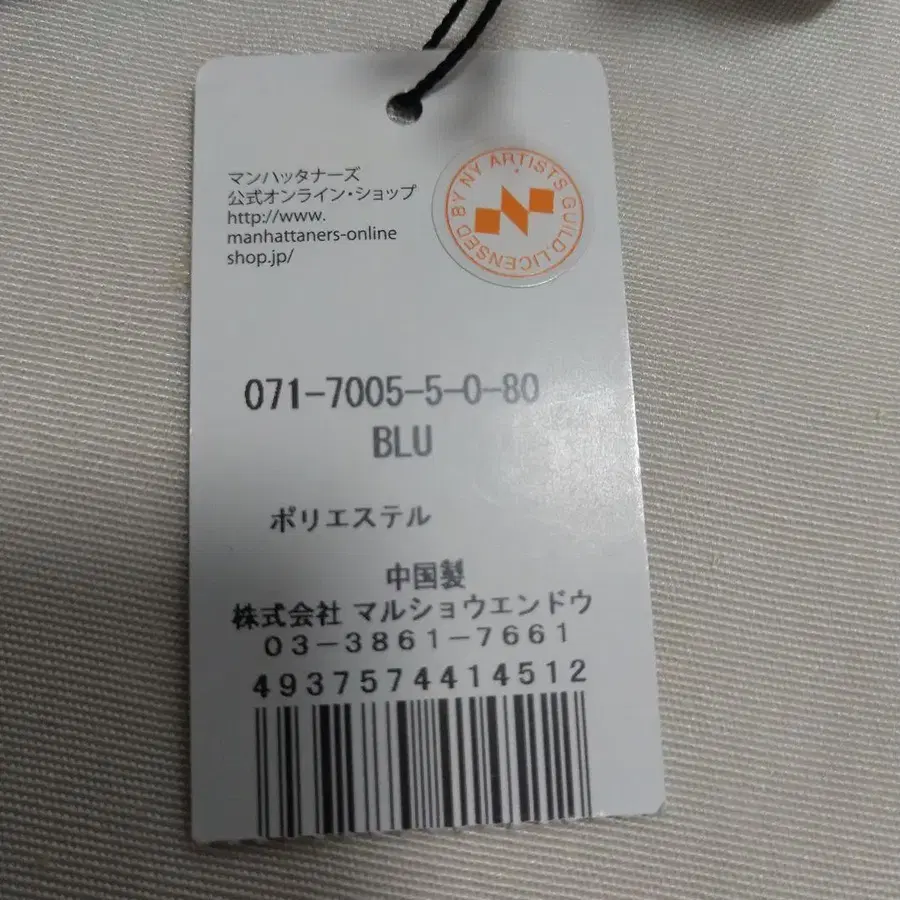 マンハッタナーズ
公式オンライン・ショップ
http://www.
manhattaners-online
shop.jp/
LICENSED BY NY ARTISTS GUILD.
071-7005-5-0-80
BLU
ポリエステル
中国製
株式会社 マルショウエンドウ
03-3861-7661
4937574414512